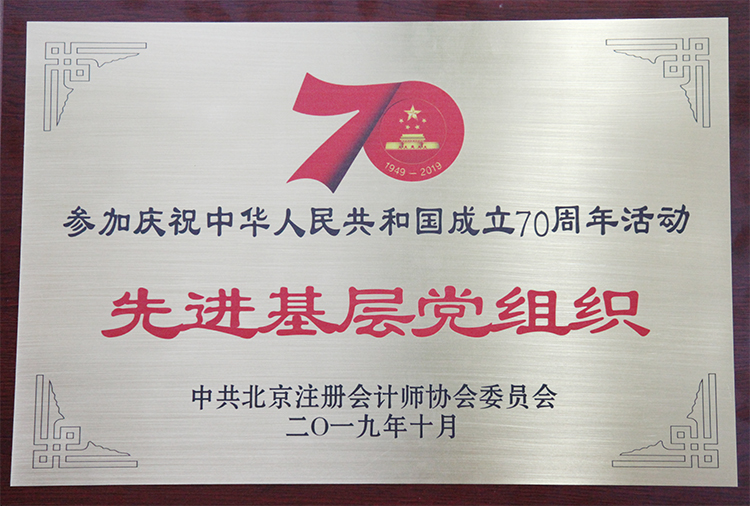 70
1949-2019
参加庆祝中华人民共和国成立70周年活动
先进基层党组织
中共北京注册会计师协会委员会
二〇一九年十月